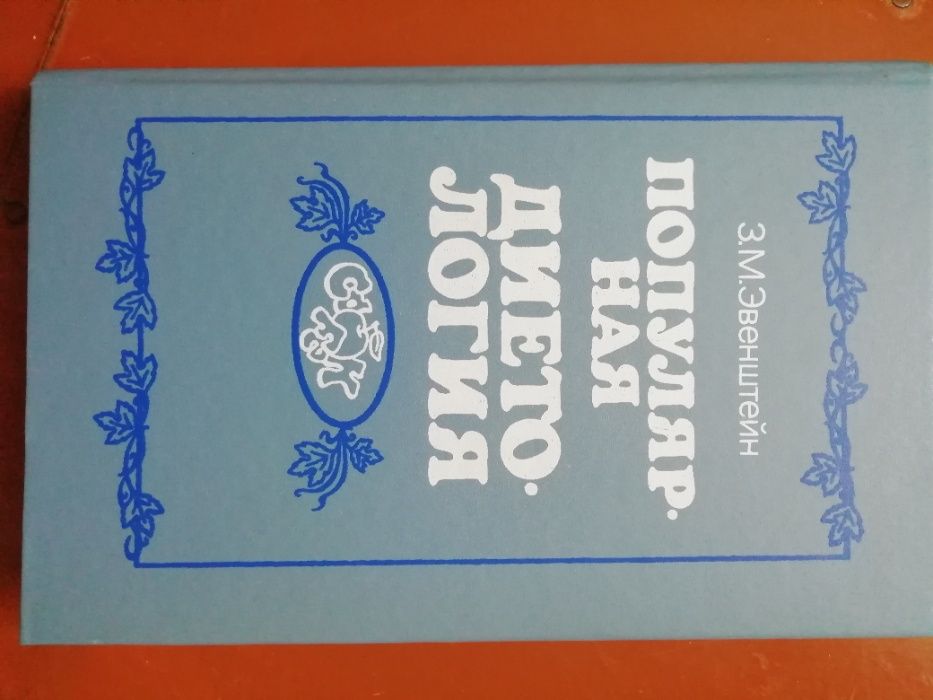 З.М.Эвенштейн
ПОПУЛЯР·
НАЯ
ДИЕТО·
ЛОГИЯ